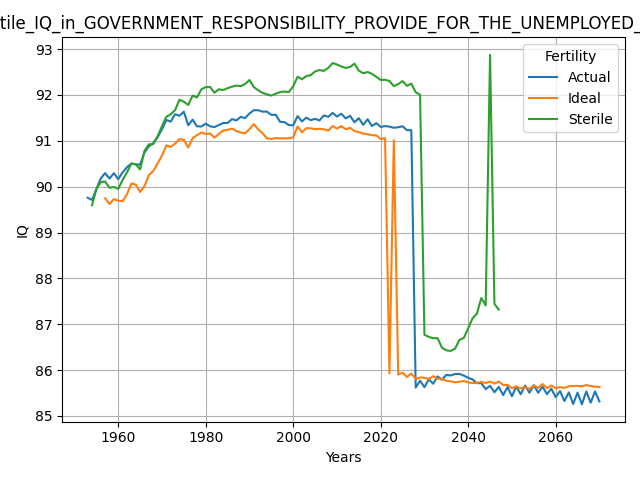 tile_IQ_in_GOVERNMENT_RESPONSIBILITY_PROVIDE_FOR_THE_UNEMPLOYED_
Fertility
Actual
Ideal
Sterile
IQ
93
92
91
90
89
88
87
86
85
1960
1980
2000
2020
2040
2060
Years